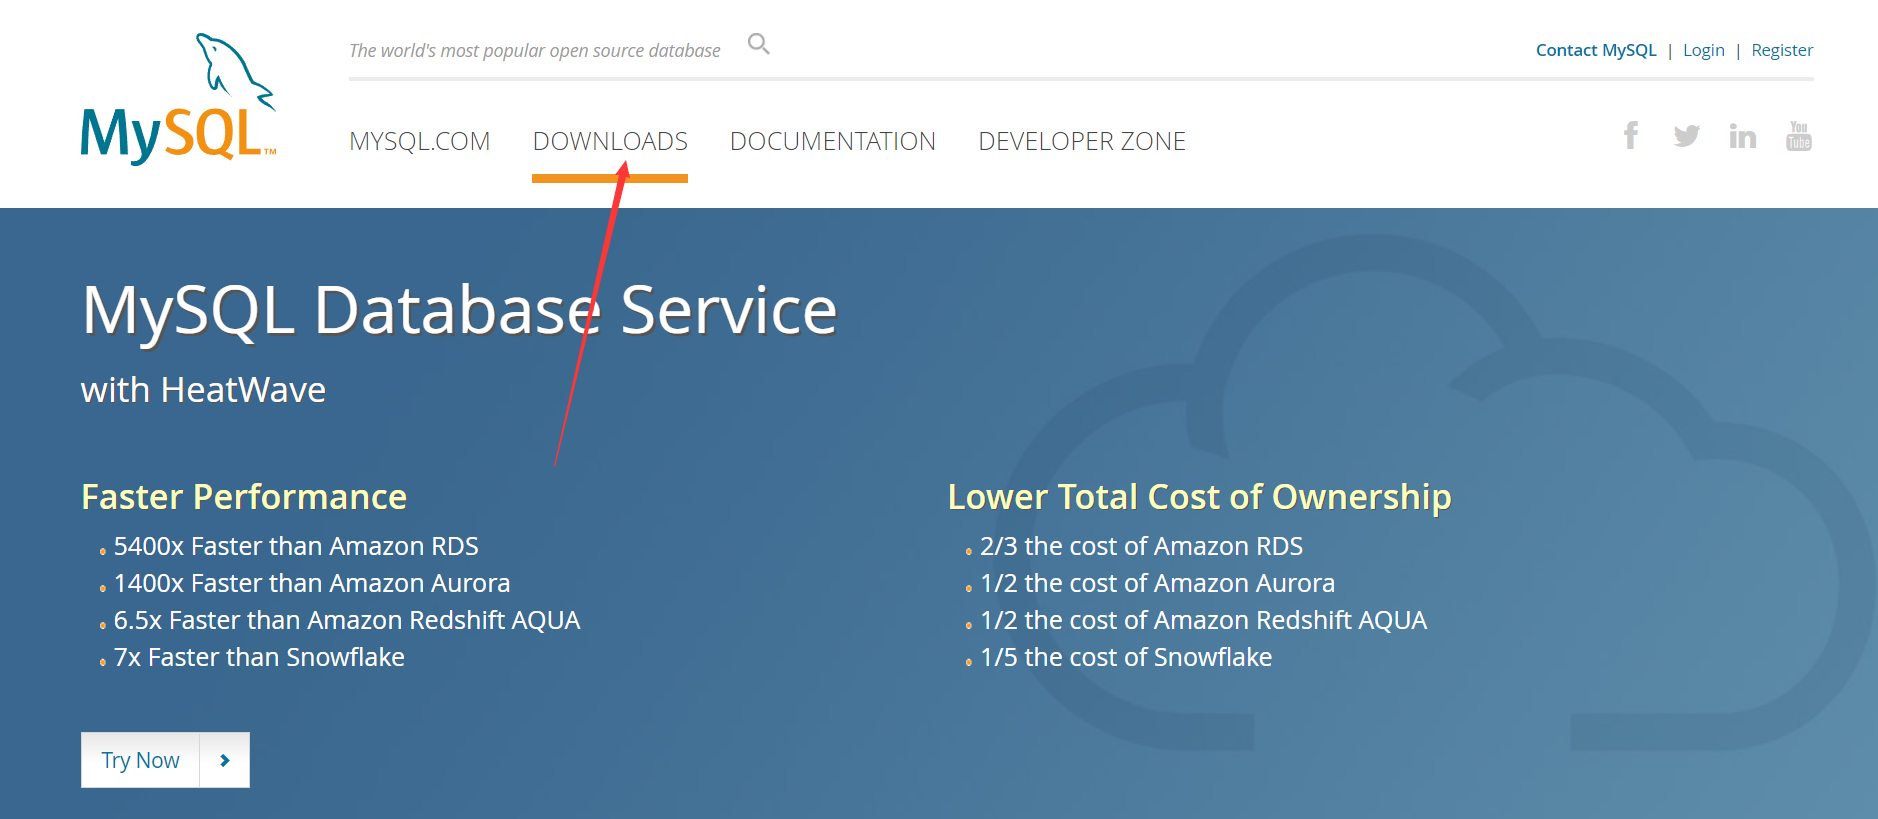 The world's most popular open source database
Contact MySQL | Login | Register
MySQL™
MYSQL.COM DOWNLOADS DOCUMENTATION DEVELOPER ZONE
You Tube
MySQL Database Service
with HeatWave
Faster Performance
5400x Faster than Amazon RDS
1400x Faster than Amazon Aurora
6.5x Faster than Amazon Redshift AQUA
7x Faster than Snowflake
Lower Total Cost of Ownership
2/3 the cost of Amazon RDS
1/2 the cost of Amazon Aurora
1/2 the cost of Amazon Redshift AQUA
1/5 the cost of Snowflake
Try Now